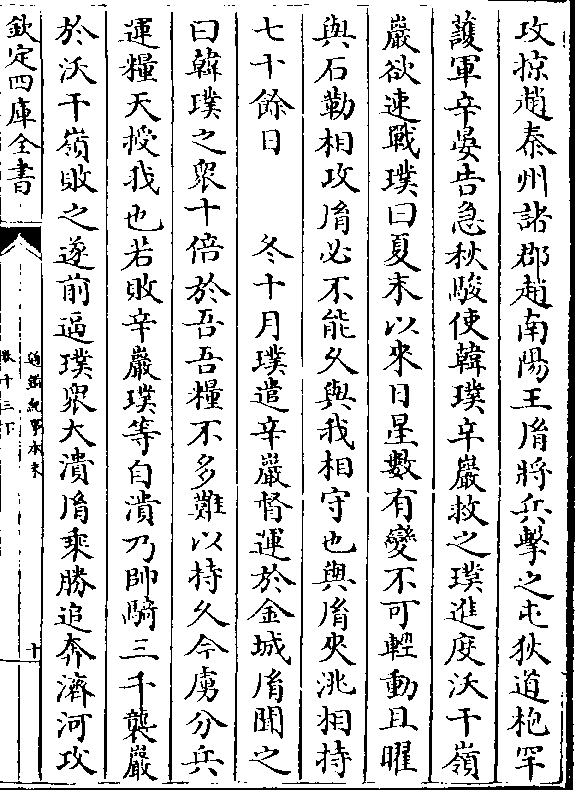 攻掠趙秦州諸郡趙南陽王胤將兵擊之屯狄道枹罕
護軍辛晏告急秋駿使韓璞辛巖救之璞進度沃干嶺
巖欲速戰璞曰夏末以來日星數有變不可輕動且曜
與石勒相攻胤必不能久與我相守也與胤夾洮相持
七十餘日　　冬十月璞遣辛巖督運於金城胤聞之
曰韓璞之衆十倍於吾吾糧不多難以持久今虜分兵
運糧天授我也若敗辛巖璞等自潰乃帥騎三千襲巖
於沃干嶺敗之遂前逼璞衆大潰胤乘勝追奔濟河攻
欽定四庫全書
通鑑紀事本末
卷十三下
十